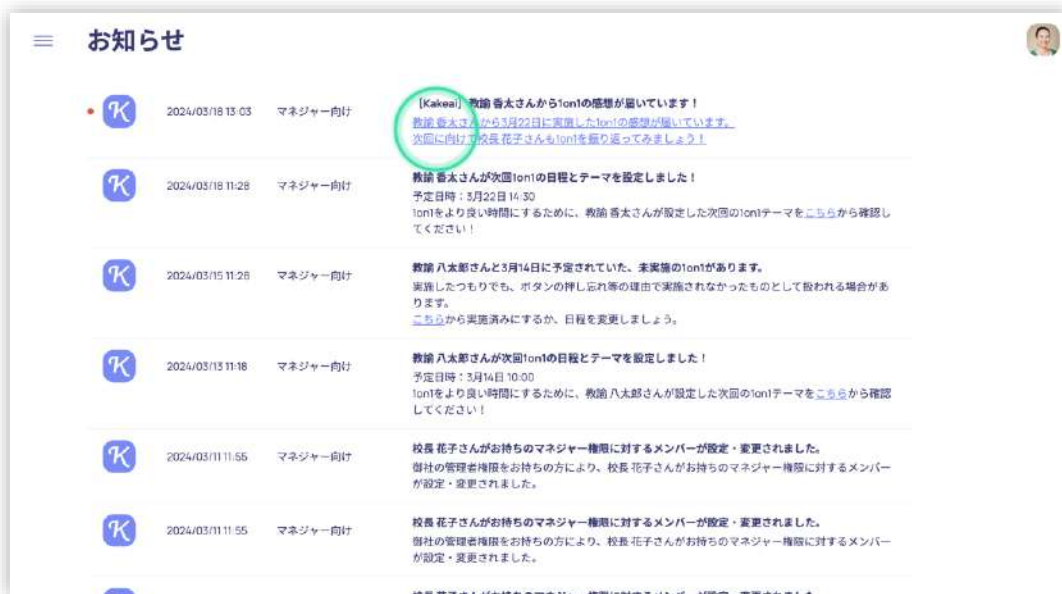 お知らせ
2024/03/18 13:03 マネジャー向け
[Kakeai] 教諭 香太さんから1on1の感想が届いています！
教諭 香太さんから3月22日に実施した1on1の感想が届いています。
次回に向けて校長 花子さんも1on1を振り返ってみましょう！
2024/03/18 11:28 マネジャー向け
教諭 香太さんが次回1on1の日程とテーマを設定しました！
予定日時：3月22日 14:30
1on1をより良い時間にするために、教諭 香太さんが設定した次回の1on1テーマをこちらから確認し
てください！
2024/03/15 11:28 マネジャー向け
教諭 八太郎さんと3月14日に予定されていた、未実施の1on1があります。
実施したつもりでも、ボタンの押し忘れ等の理由で実施されなかったものとして扱われる場合があ
ります。
こちらから実施済みにするか、日程を変更しましょう。
2024/03/13 11:18 マネジャー向け
教諭 八太郎さんが次回1on1の日程とテーマを設定しました！
予定日時：3月14日 10:00
1on1をより良い時間にするために、教諭 八太郎さんが設定した次回の1on1テーマをこちらから確認
してください！
2024/03/11 11:55 マネジャー向け
校長 花子さんがお持ちのマネジャー権限に対するメンバーが設定・変更されました。
御社の管理者権限をお持ちの方により、校長 花子さんがお持ちのマネジャー権限に対するメンバー
が設定・変更されました。
2024/03/11 11:55 マネジャー向け
校長 花子さんがお持ちのマネジャー権限に対するメンバーが設定・変更されました。
御社の管理者権限をお持ちの方により、校長 花子さんがお持ちのマネジャー権限に対するメンバー
が設定・変更されました。